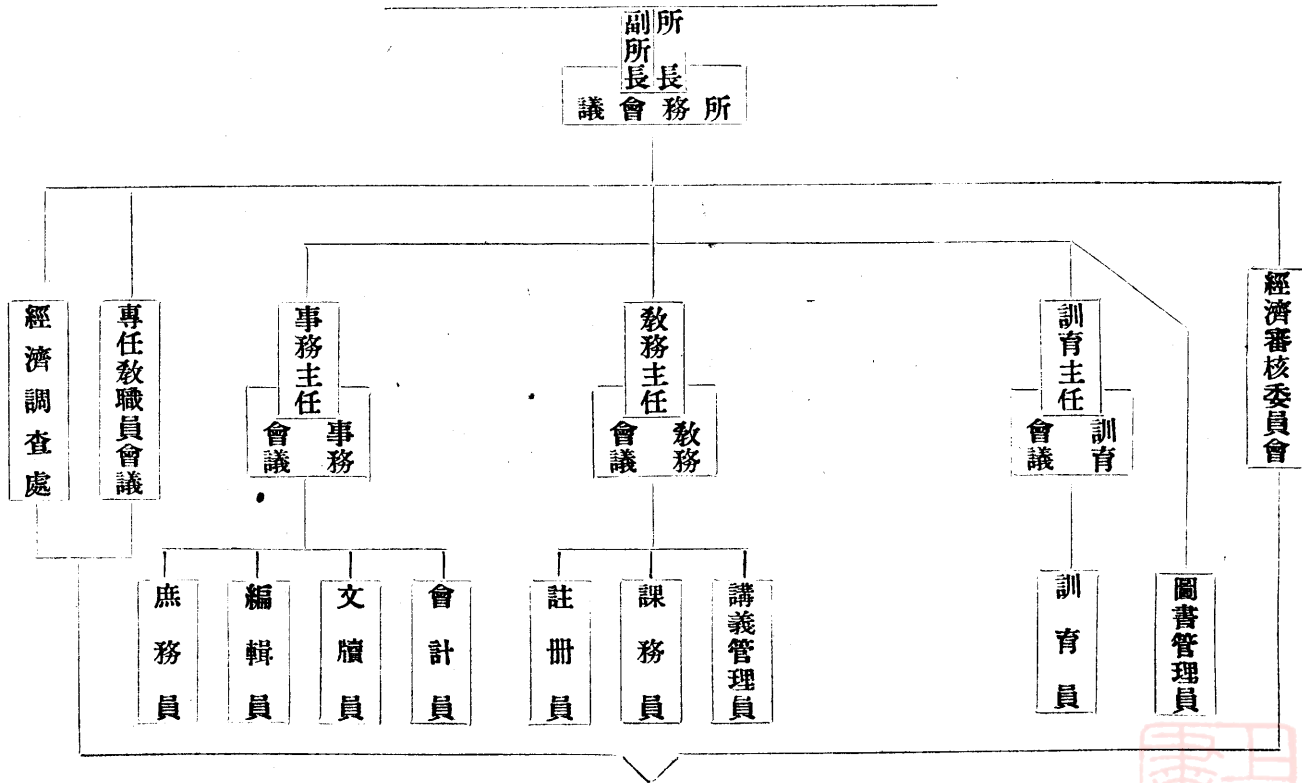 所長
副所長
所務會議
經濟審核委員會
訓育主任
訓育會議
教務主任
教務會議
事務主任
事務會議
專任教職員會議
經濟調查處
圖書管理員
訓育員
講義管理員
課務員
註册員
會計員
文牘員
編輯員
庶務員